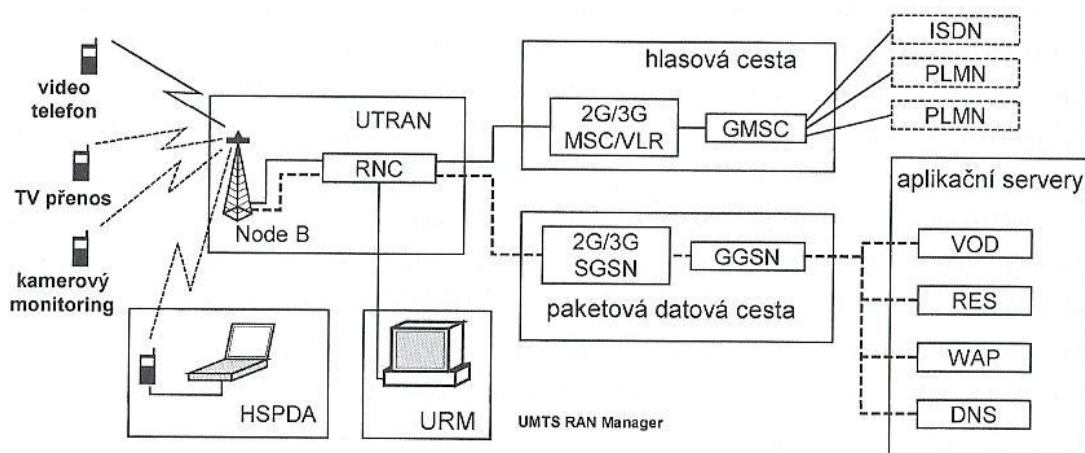 video
telefon
TV přenos
kamerový
monitoring
UTRAN
RNC
Node B
HSPDA
URM
UMTS RAN Manager
hlasová cesta
2G/3G
MSC/VLR
GMSC
ISDN
PLMN
PLMN
2G/3G
SGSN
GGSN
paketová datová cesta
aplikační servery
VOD
RES
WAP
DNS